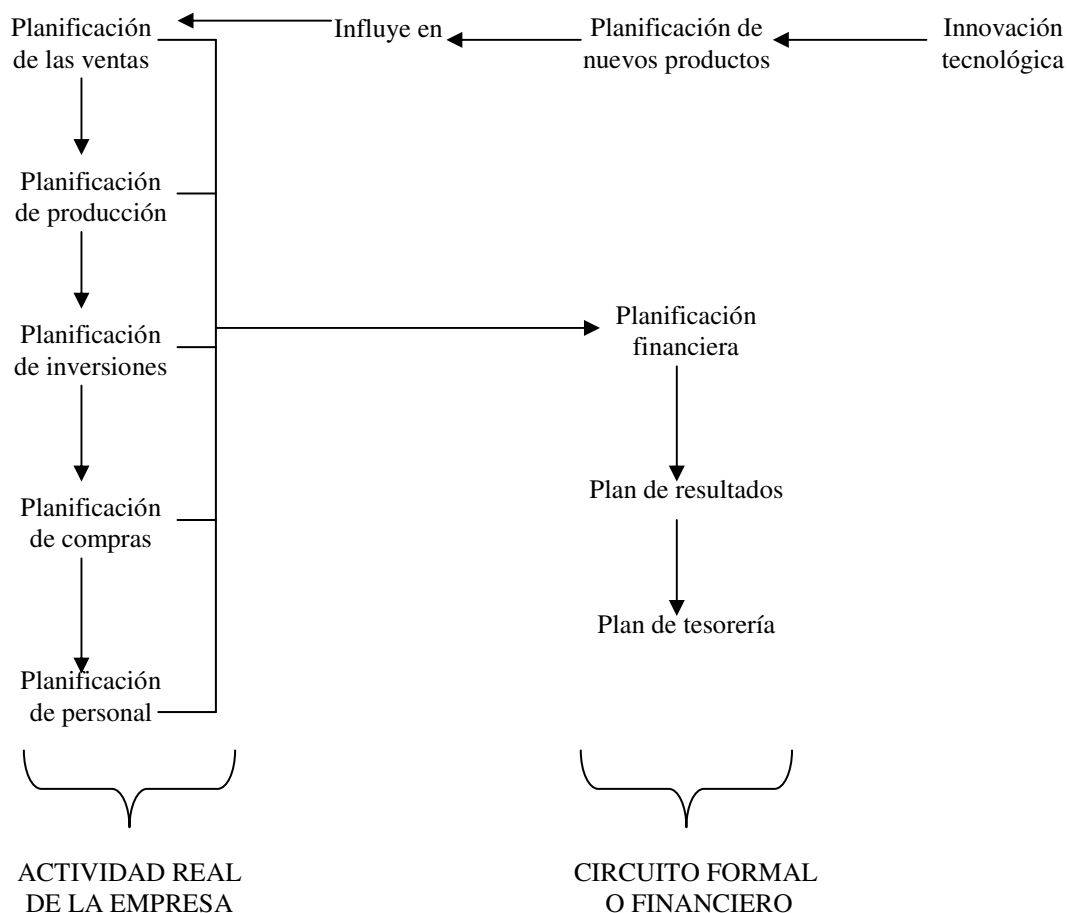 Planificación
de las ventas
Influye en
Planificación de
nuevos productos
Innovación
tecnológica
Planificación
de producción
Planificación
de inversiones
Planificación
financiera
Planificación
de compras
Plan de resultados
Plan de tesorería
Planificación
de personal
ACTIVIDAD REAL
DE LA EMPRESA
CIRCUITO FORMAL
O FINANCIERO